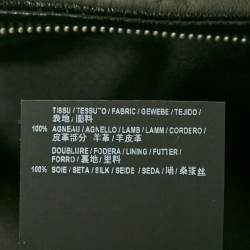 TISSU / TESSUTO / FABRIC / GEWEBE / TEJIDO /
表地 / 面料
100% AGNEAU / AGNELLO / LAMB / LAMM / CORDERO /
皮革部分 羊革 / 羊皮革
DOUBLURE / FODERA / LINING / FUTTER /
FORRO / 裏地 / 里料
100% SOIE / SETA / SILK / SEIDE / SEDA / 絹 / 桑蚕丝